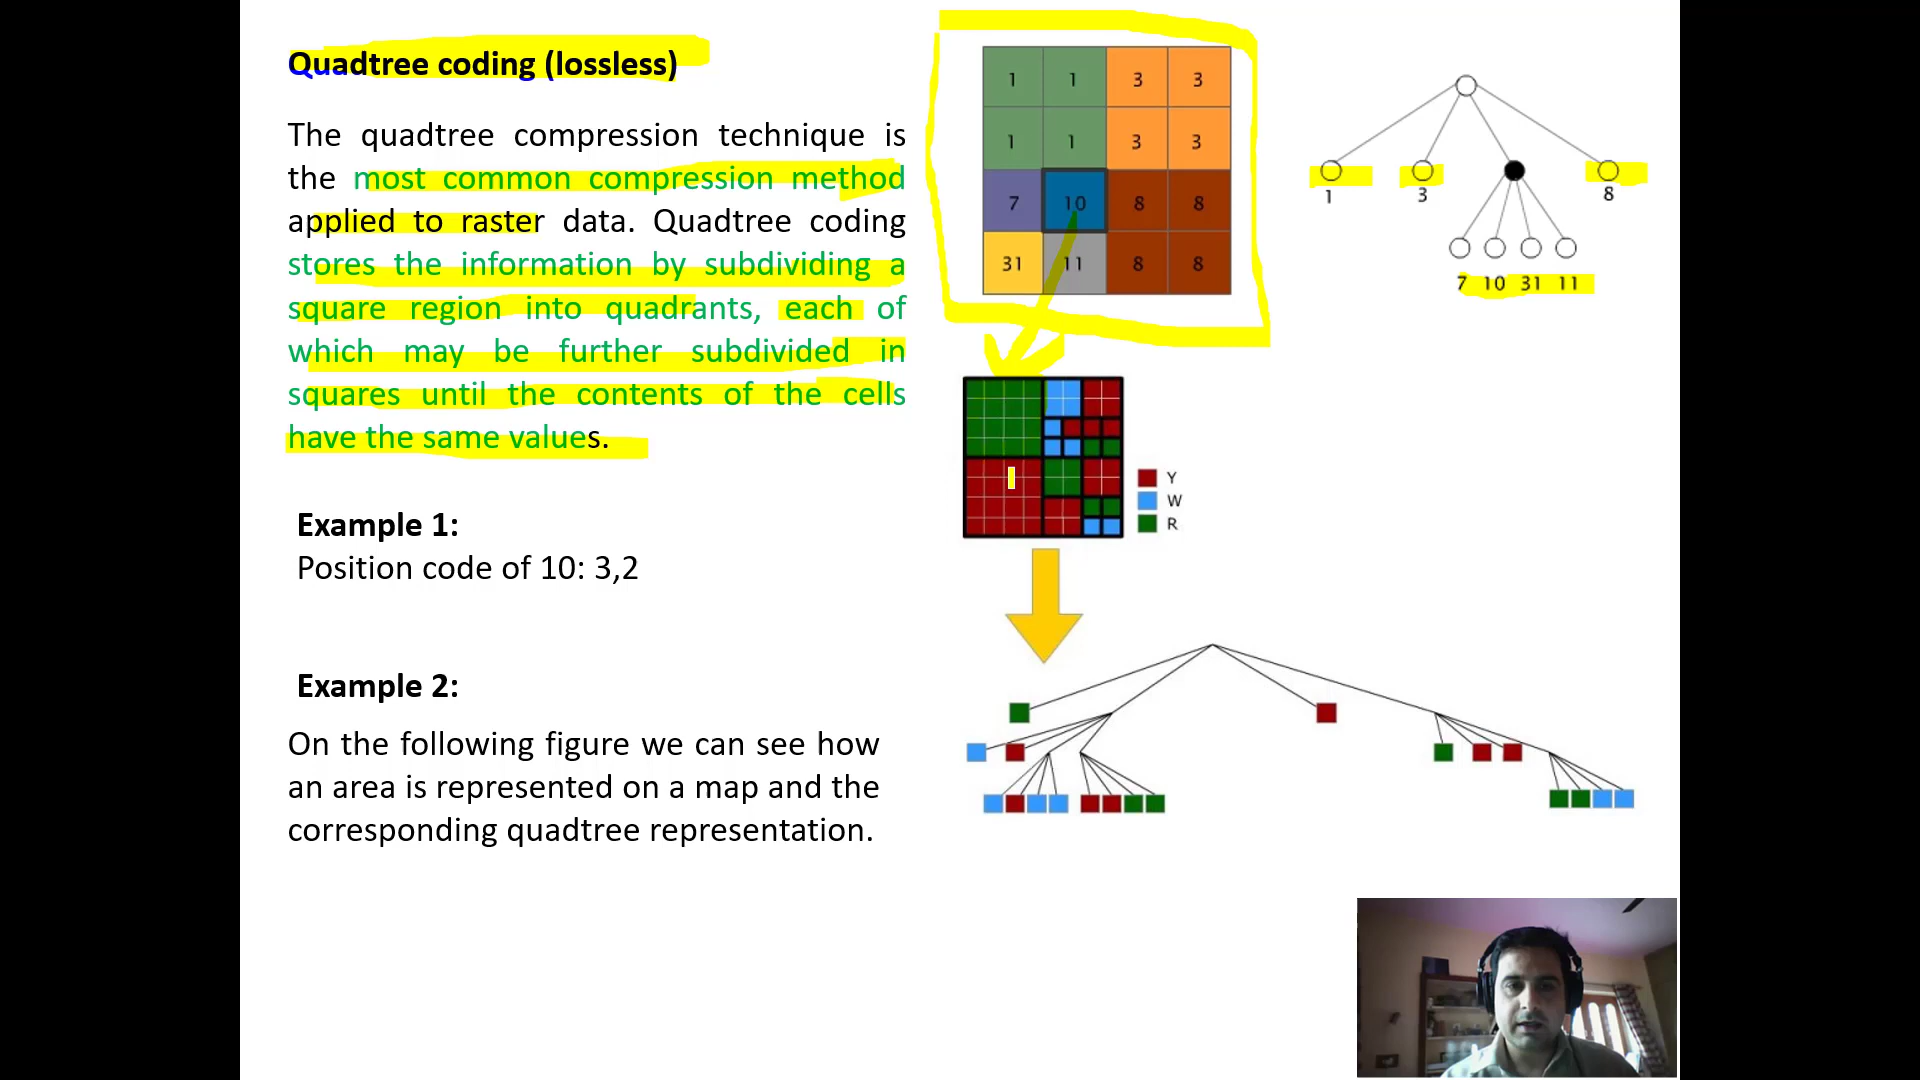 Quadtree coding (lossless)
The quadtree compression technique is
the most common compression method
applied to raster data. Quadtree coding
stores the information by subdividing a
square region into quadrants, each of
which may be further subdivided in
squares until the contents of the cells
have the same values.
Example 1:
Position code of 10: 3,2
Example 2:
On the following figure we can see how
an area is represented on a map and the
corresponding quadtree representation.
1 1 3 3
1 1 3 3
7 10 8 8
31 11 8 8
1 3 8
7 10 31 11
Y
W
R